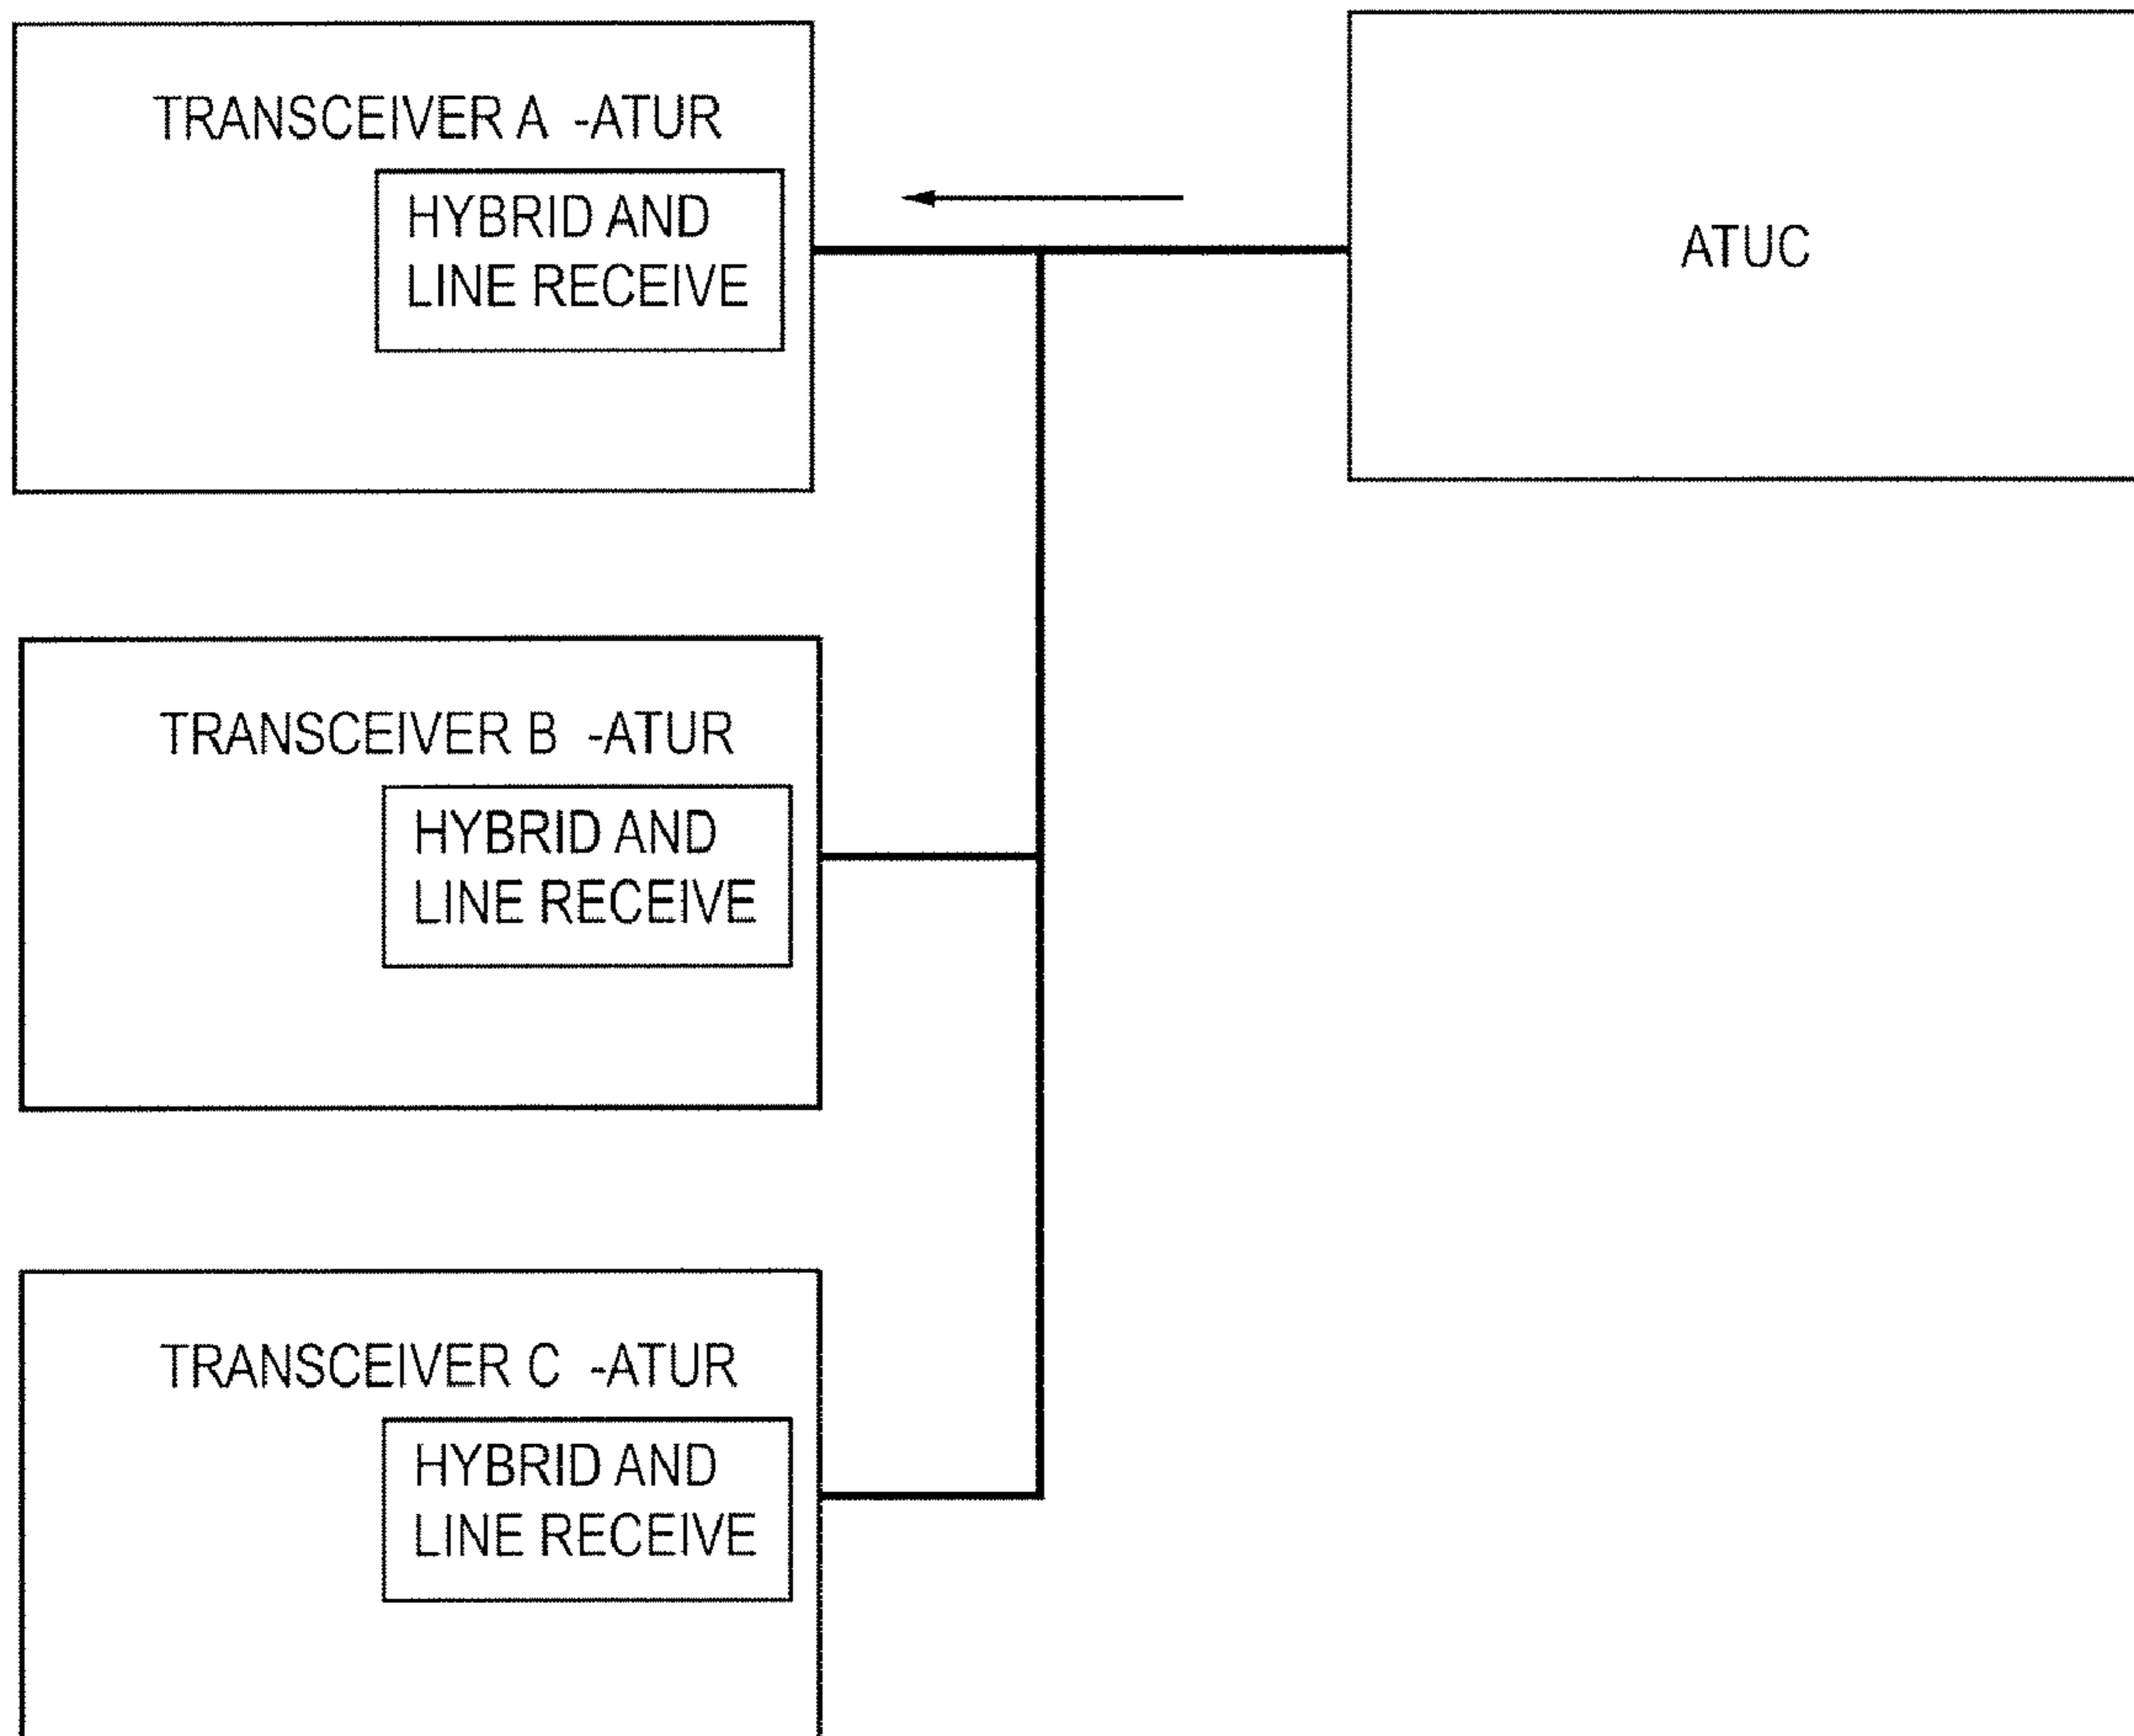 TRANSCEIVER A -ATUR
HYBRID AND
LINE RECEIVE
ATUC
TRANSCEIVER B -ATUR
HYBRID AND
LINE RECEIVE
TRANSCEIVER C -ATUR
HYBRID AND
LINE RECEIVE